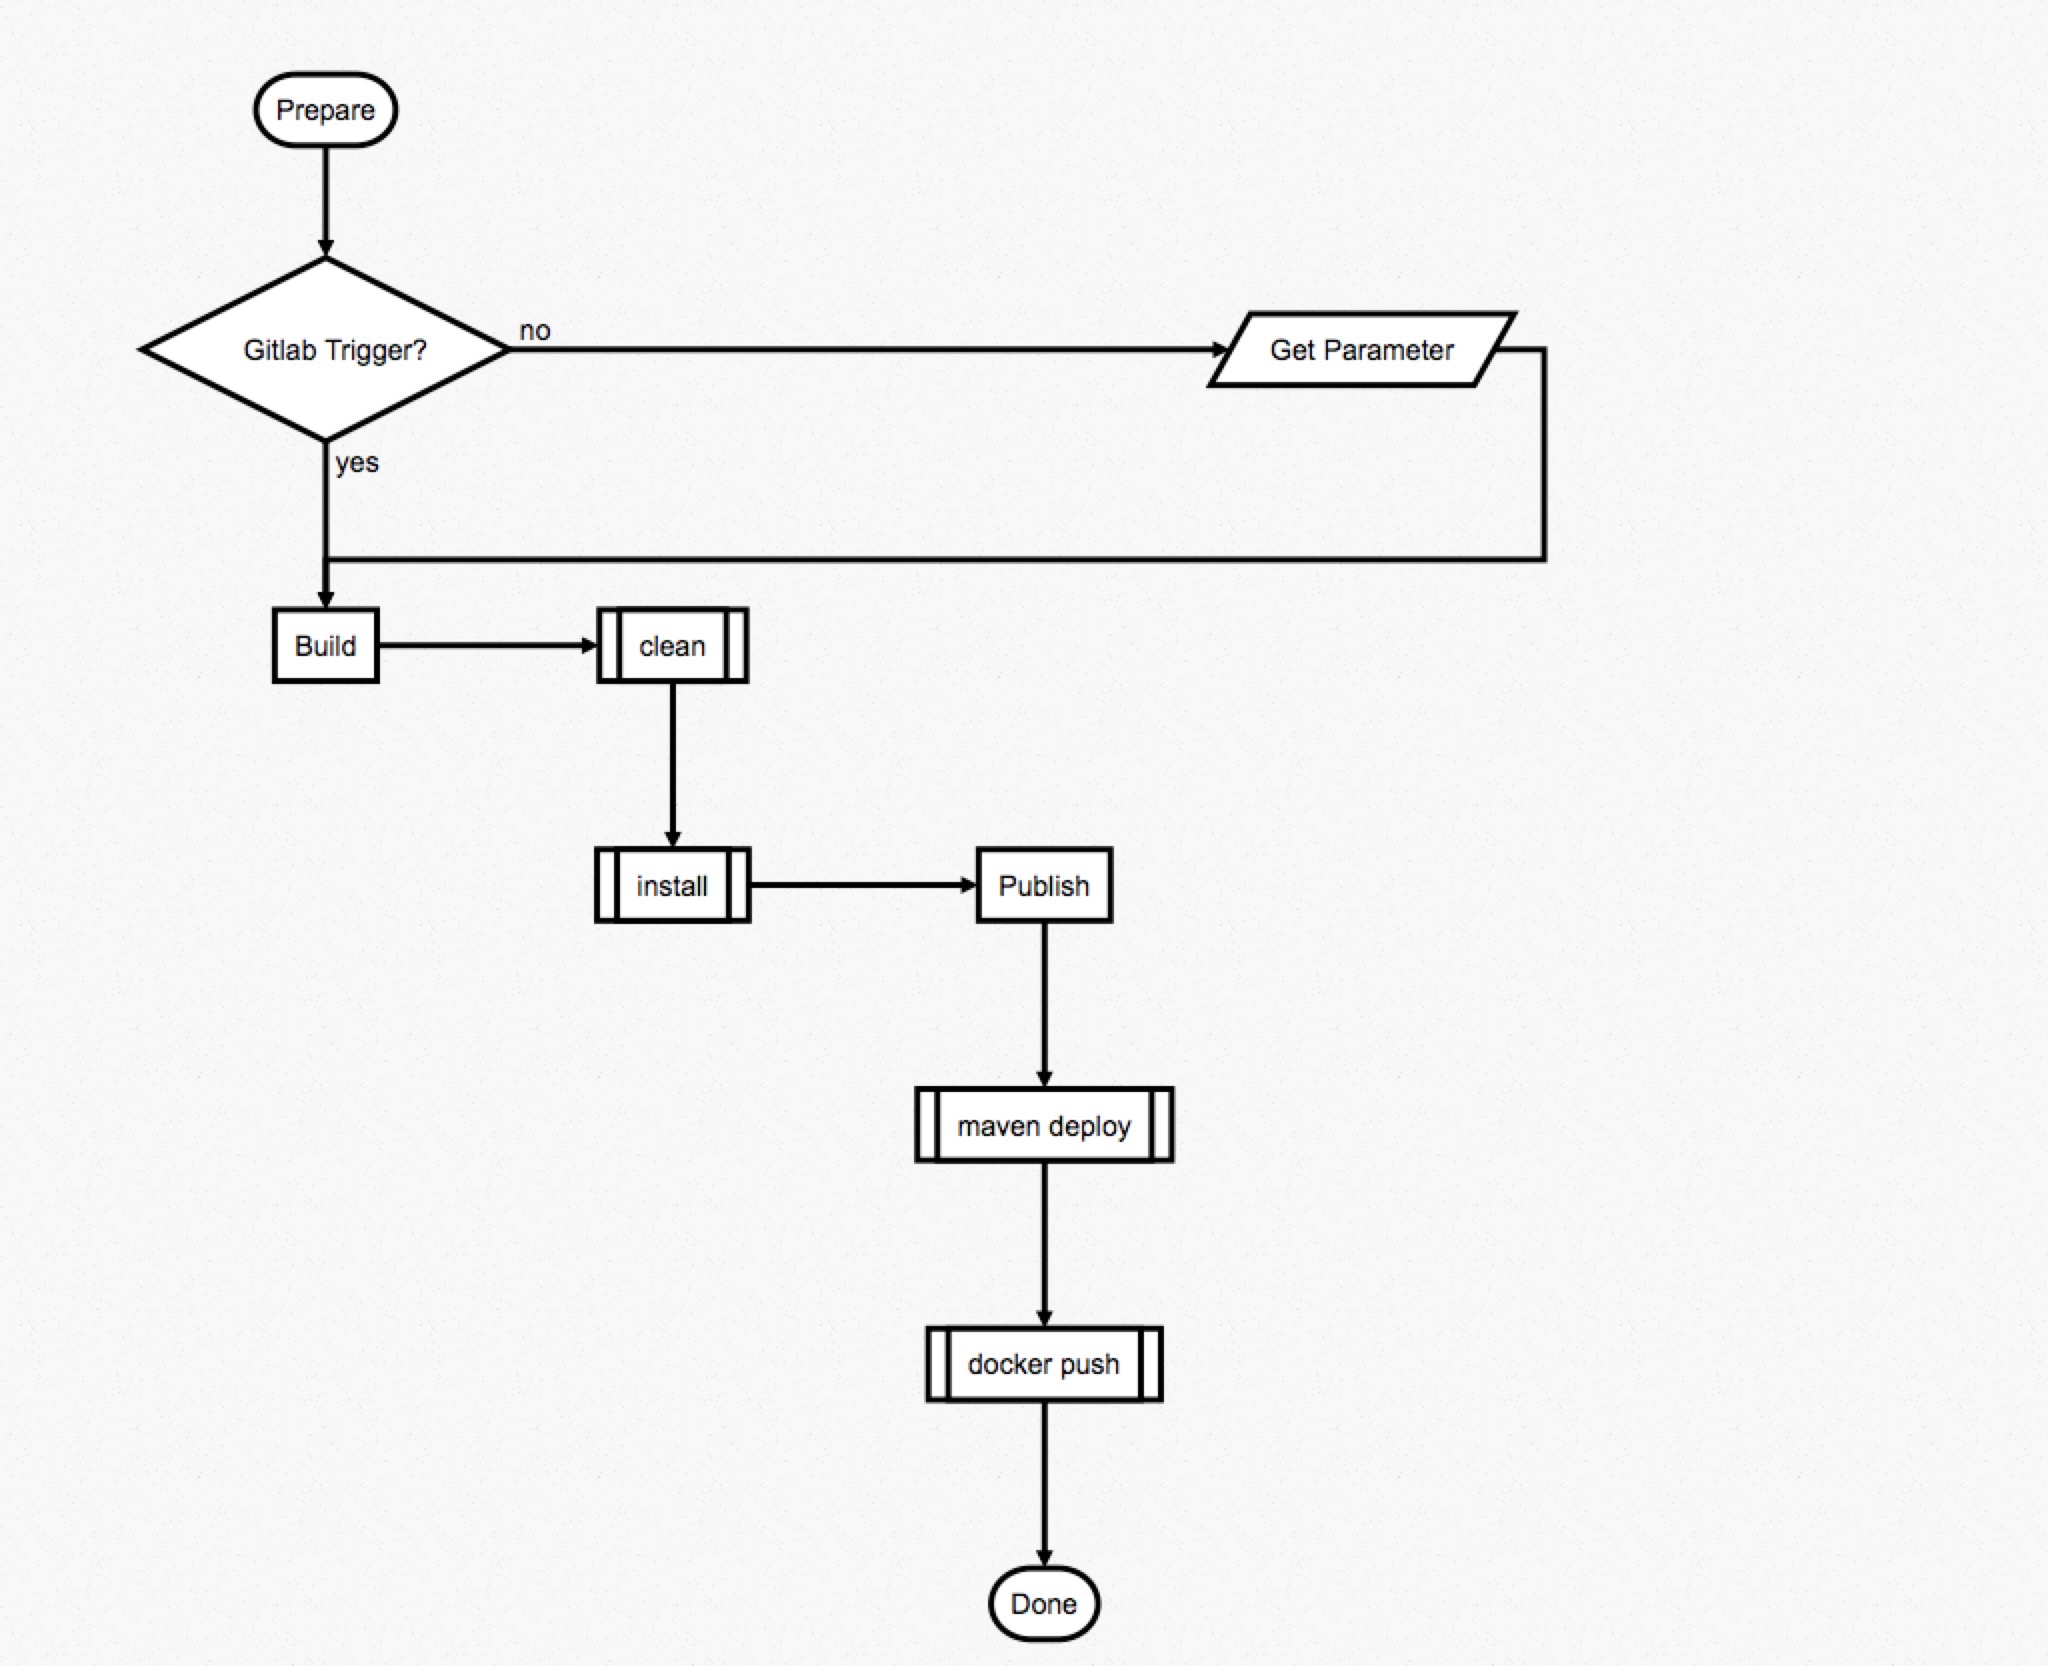 Prepare
Gitlab Trigger?
no
Get Parameter
yes
Build
clean
install
Publish
maven deploy
docker push
Done